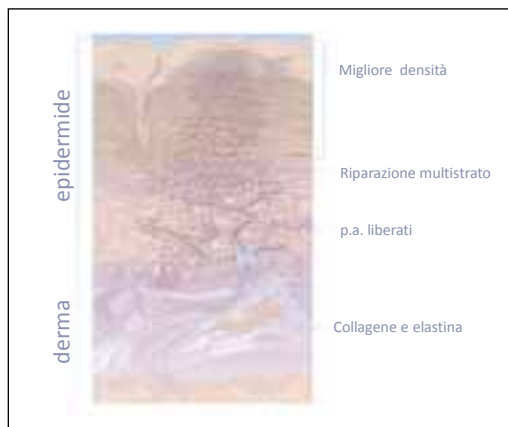 epidermide
derma
Migliore densità
Riparazione multistrato
p.a. liberati
Collagene e elastina